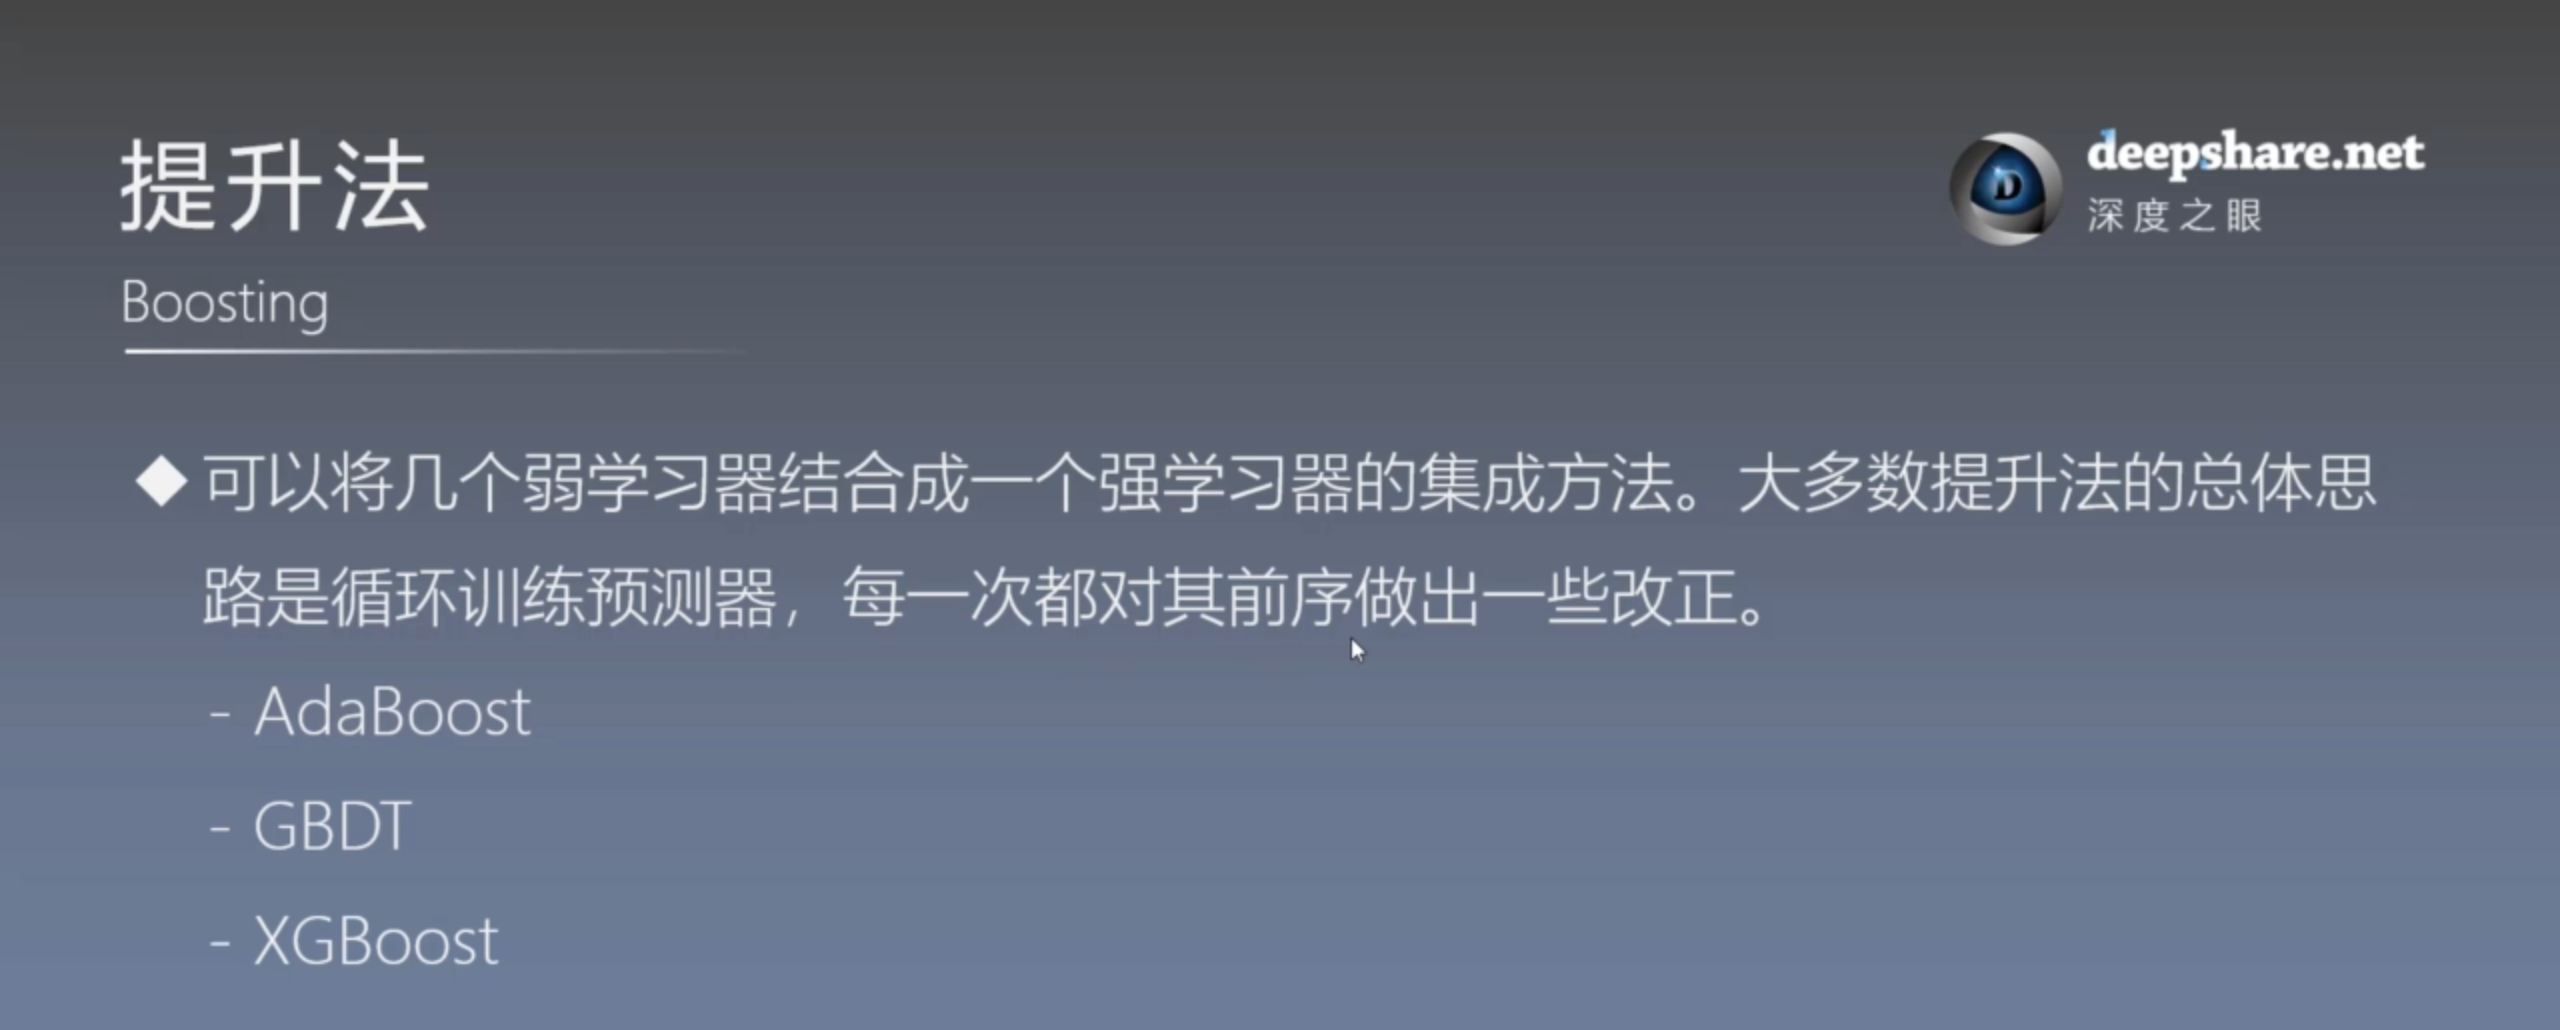 提升法
deepshare.net
深度之眼
Boosting
◆可以将几个弱学习器结合成一个强学习器的集成方法。大多数提升法的总体思
路是循环训练预测器，每一次都对其前序做出一些改正。
- AdaBoost
- GBDT
- XGBoost